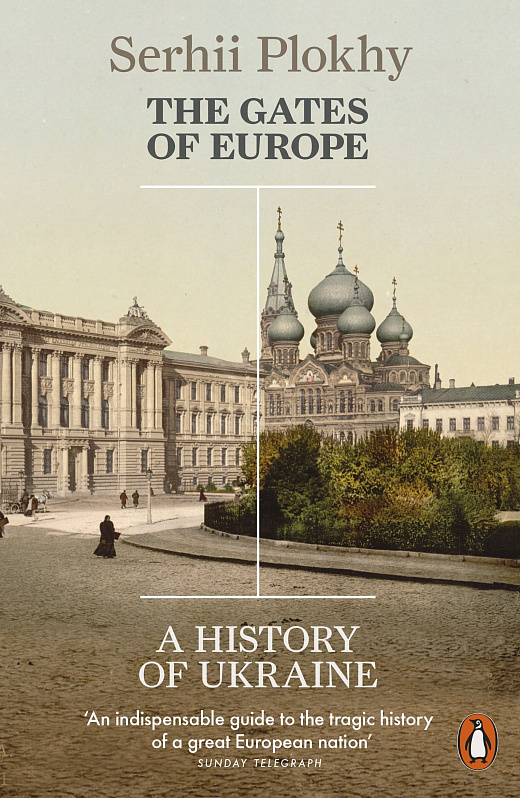 Serhii Plokhy
THE GATES
OF EUROPE
A HISTORY
OF UKRAINE
‘An indispensable guide to the tragic history
of a great European nation’
SUNDAY TELEGRAPH